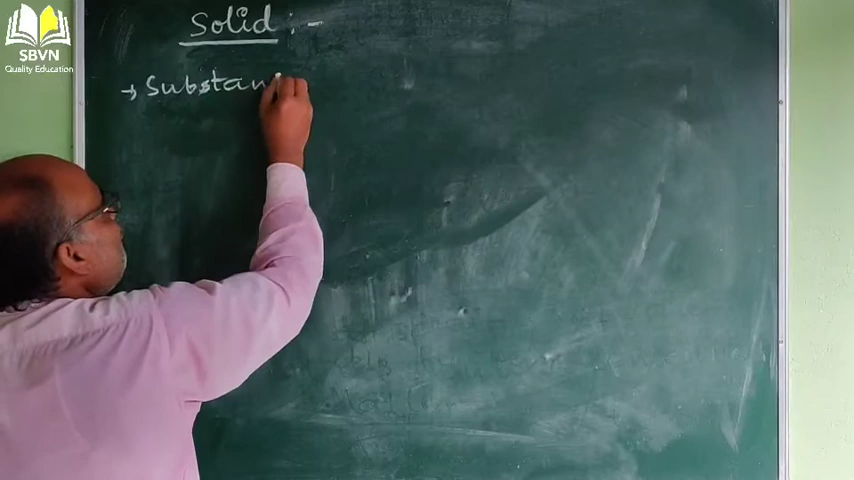 SBVN
Quality Education
Solid :-
→ Substan